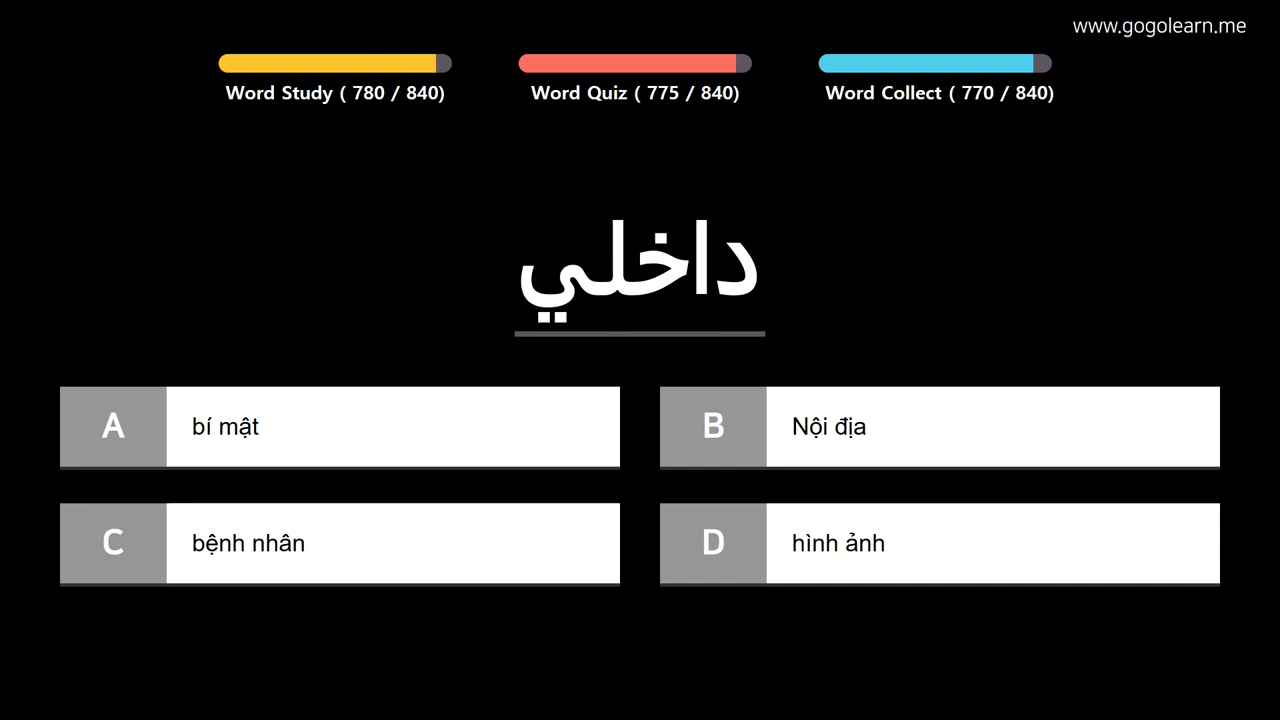 www.gogolearn.me
Word Study ( 780 / 840)
Word Quiz ( 775 / 840)
Word Collect ( 770 / 840)
داخلي
A bí mật
B Nội địa
C bệnh nhân
D hình ảnh